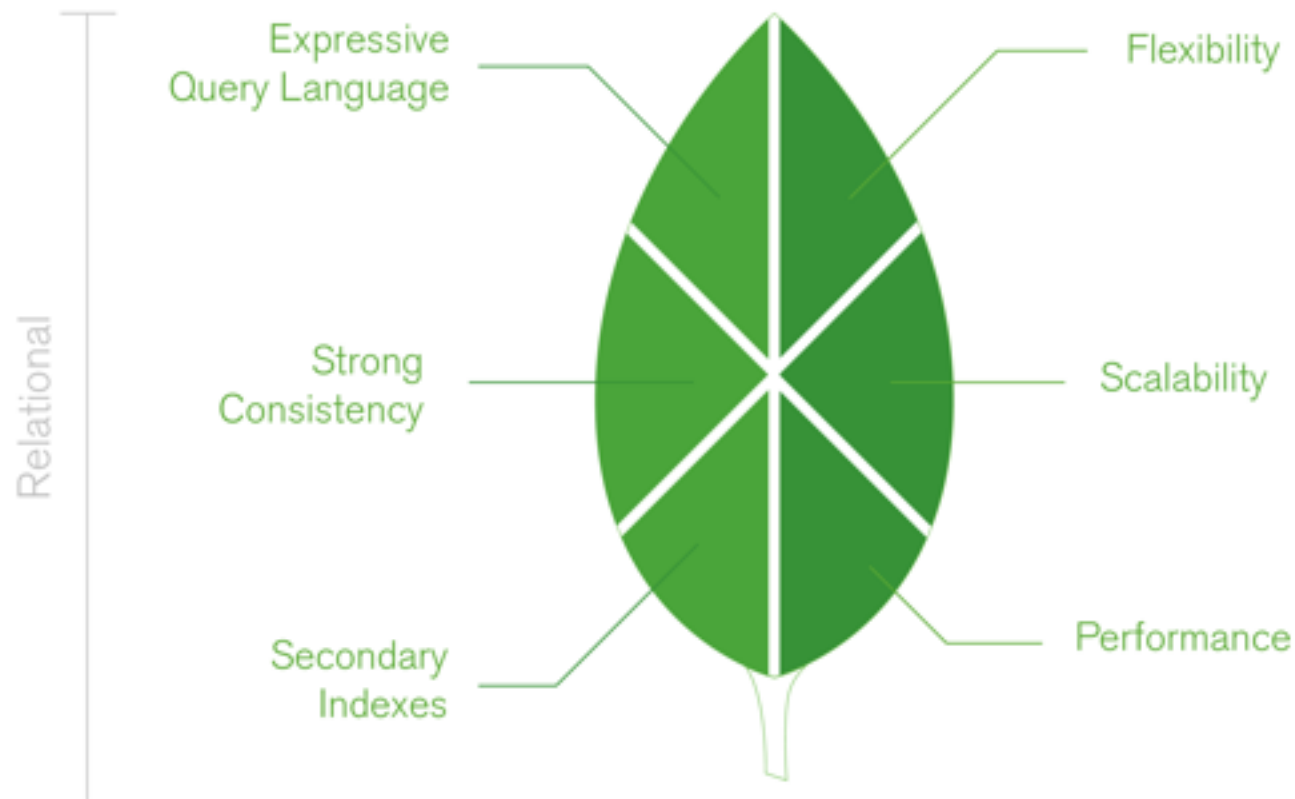 Expressive
Query Language
Flexibility
Relational
Strong
Consistency
Scalability
Secondary
Indexes
Performance